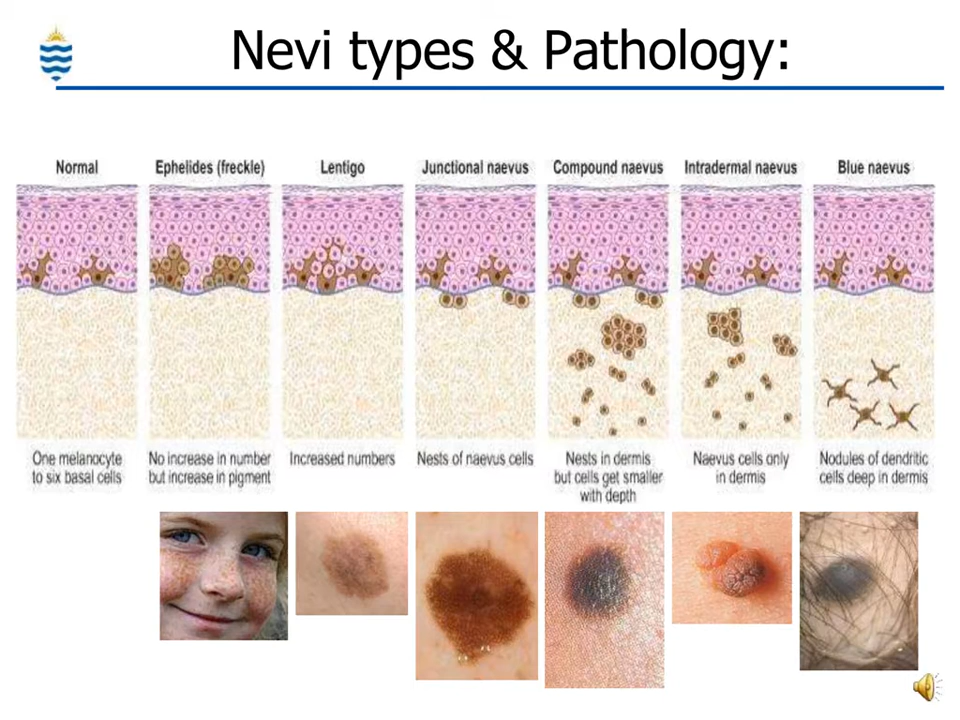 Nevi types & Pathology:
Normal
Ephelides (freckle)
Lentigo
Junctional naevus
Compound naevus
Intradermal naevus
Blue naevus
One melanocyte
to six basal cells
No increase in number
but increase in pigment
Increased numbers
Nests of naevus cells
Nests in dermis
but cells get smaller
with depth
Naevus cells only
in dermis
Nodules of dendritic
cells deep in dermis